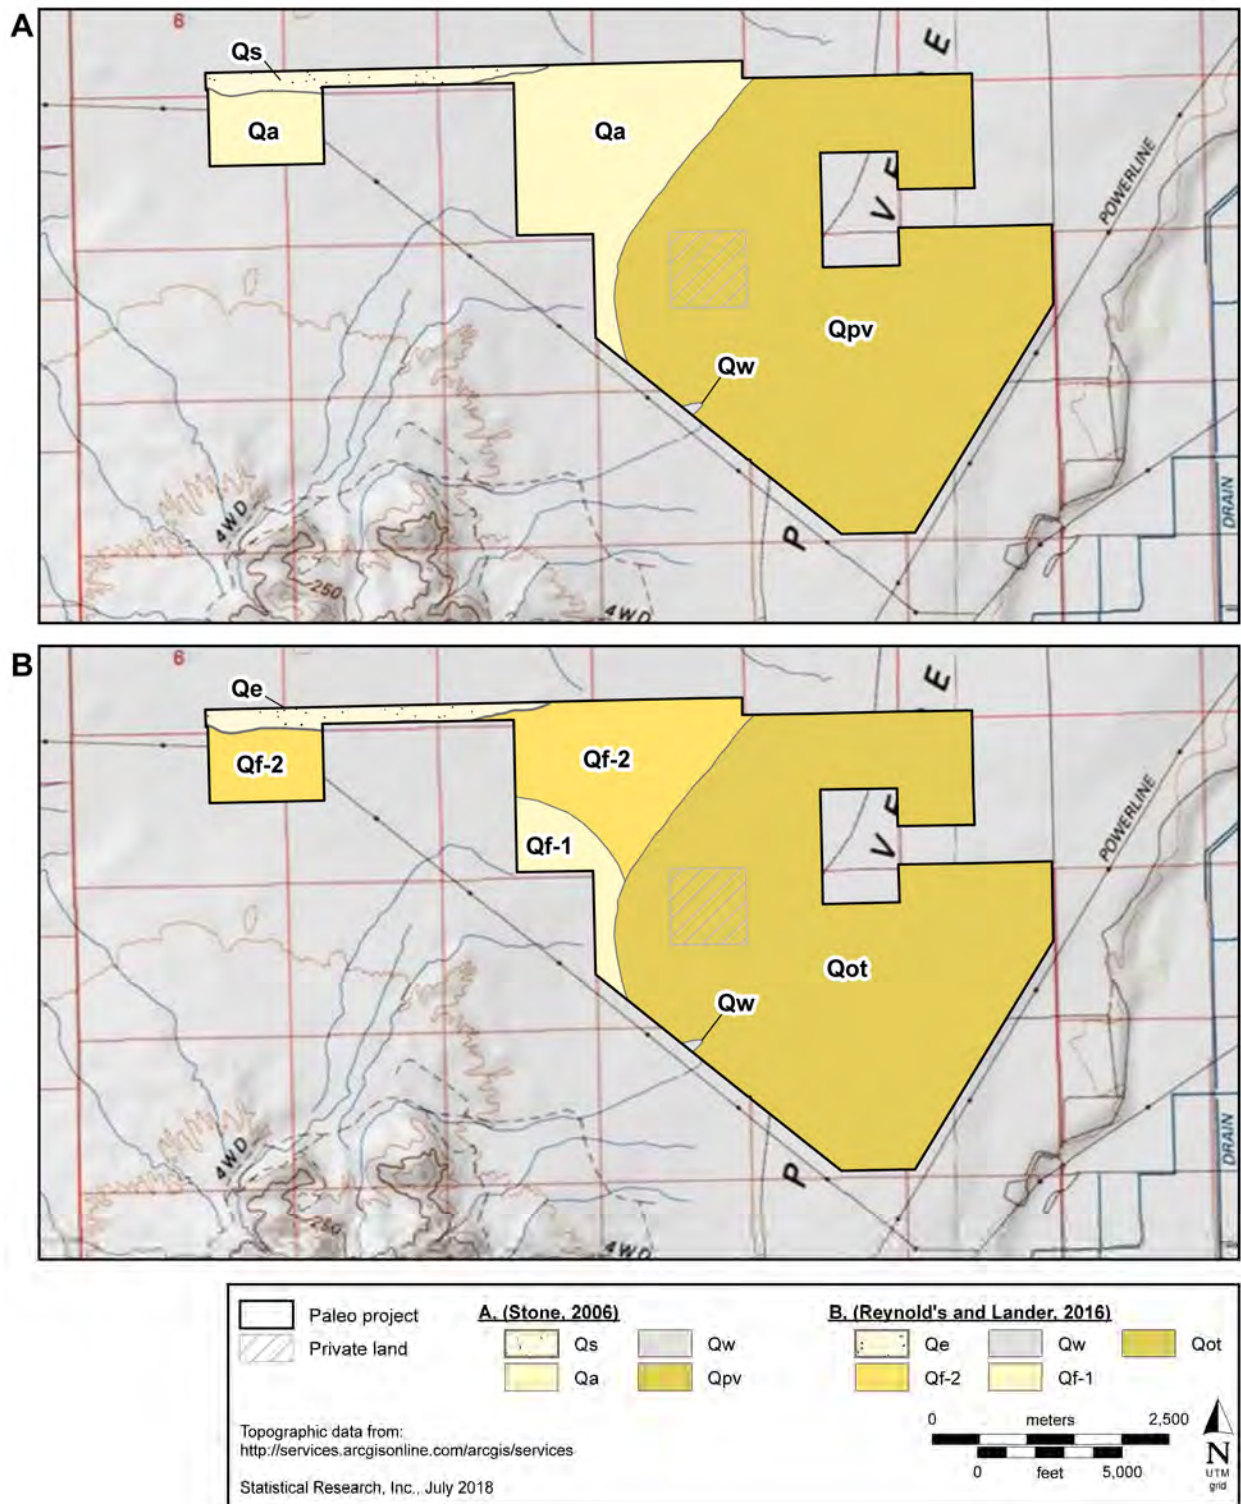 A
6
Qs
E
Qa
Qa
POWERLINE
V
E
Qpv
Qw
4WD
250
P
DRAIN
4WD
B
6
Qe
E
Qf-2
Qf-2
POWERLINE
V
E
Qf-1
Qot
Qw
4WD
250
P
DRAIN
4WD
Paleo project
Private land
A. (Stone, 2006)
Qs
Qw
Qa
Qpv
B. (Reynold's and Lander, 2016)
Qe
Qw
Qot
Qf-2
Qf-1
0 meters 2,500
0 feet 5,000
N
UTM
grid
Topographic data from:
http://services.arcgisonline.com/arcgis/services
Statistical Research, Inc., July 2018